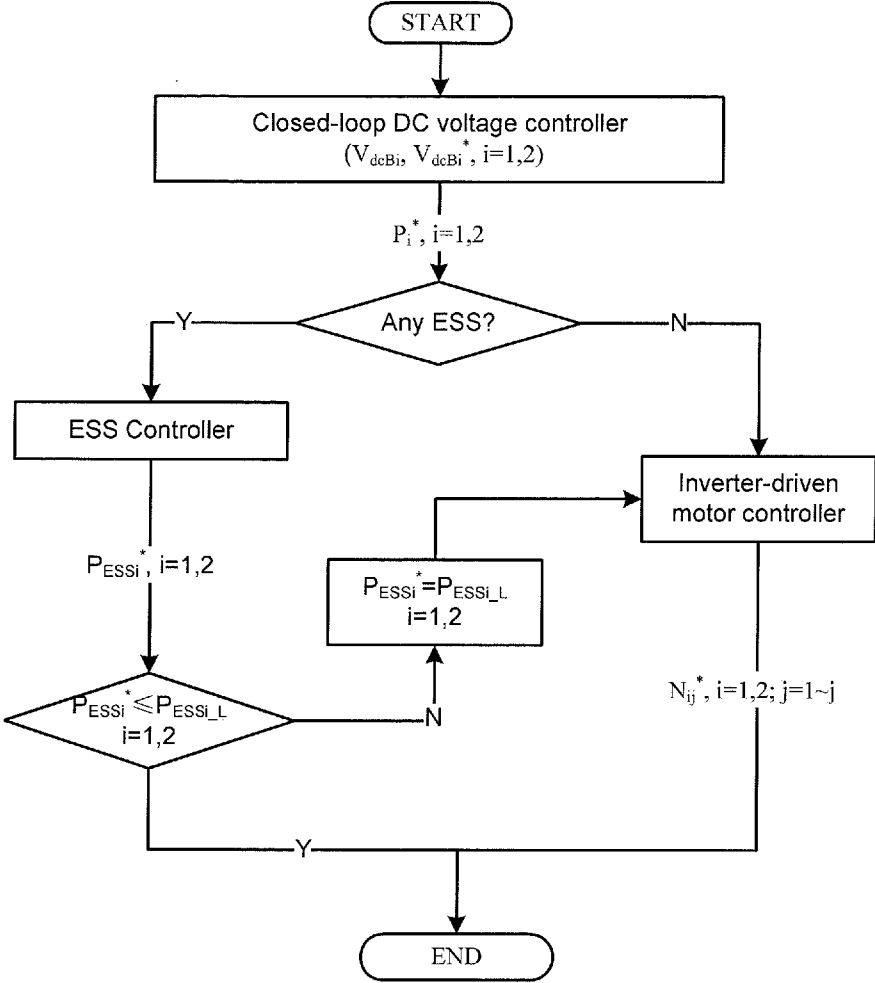 START
Closed-loop DC voltage controller
(V_dcBi, V_dcBi*, i=1,2)
P_i*, i=1,2
Any ESS?
Y
N
ESS Controller
Inverter-driven
motor controller
P_ESSi*, i=1,2
P_ESSi*=P_ESSi_L
i=1,2
P_ESSi*≤P_ESSi_L
i=1,2
N
N_ij*, i=1,2; j=1~j
Y
END